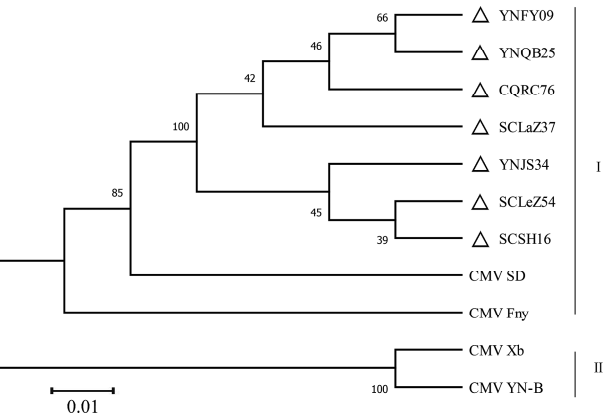 66
YNFY09
46
YNQB25
42
CQRC76
100
SCLaZ37
YNJS34
I
85
45
SCLeZ54
39
SCSH16
CMV SD
CMV Fny
CMV Xb
II
100
CMV YN-B
0.01